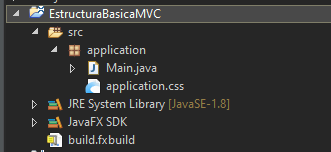 EstructuraBasicaMVC
src
application
Main.java
application.css
JRE System Library [JavaSE-1.8]
JavaFX SDK
build.fxbuild